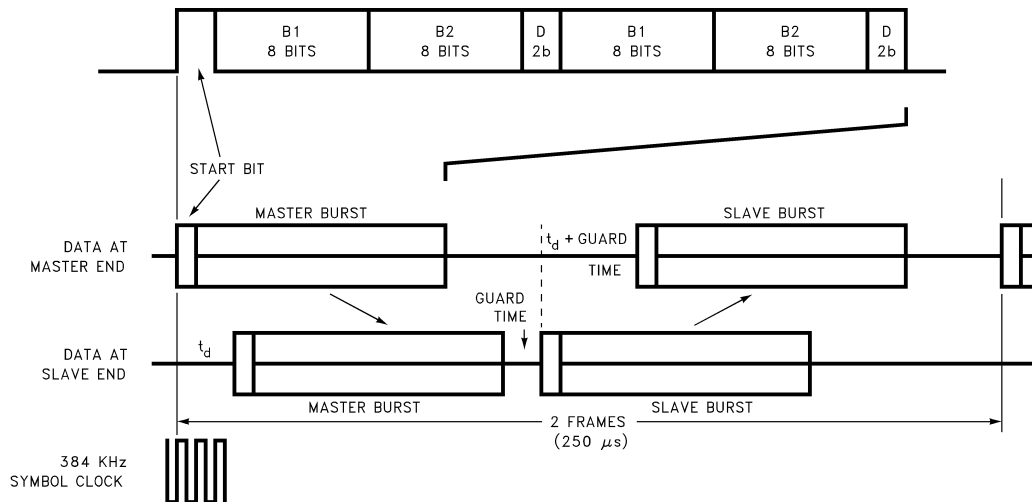 B1
8 BITS
B2
8 BITS
D
2b
B1
8 BITS
B2
8 BITS
D
2b
START BIT
MASTER BURST
SLAVE BURST
DATA AT
MASTER END
td + GUARD
TIME
GUARD
TIME
td
DATA AT
SLAVE END
MASTER BURST
SLAVE BURST
2 FRAMES
(250 μs)
384 KHz
SYMBOL CLOCK